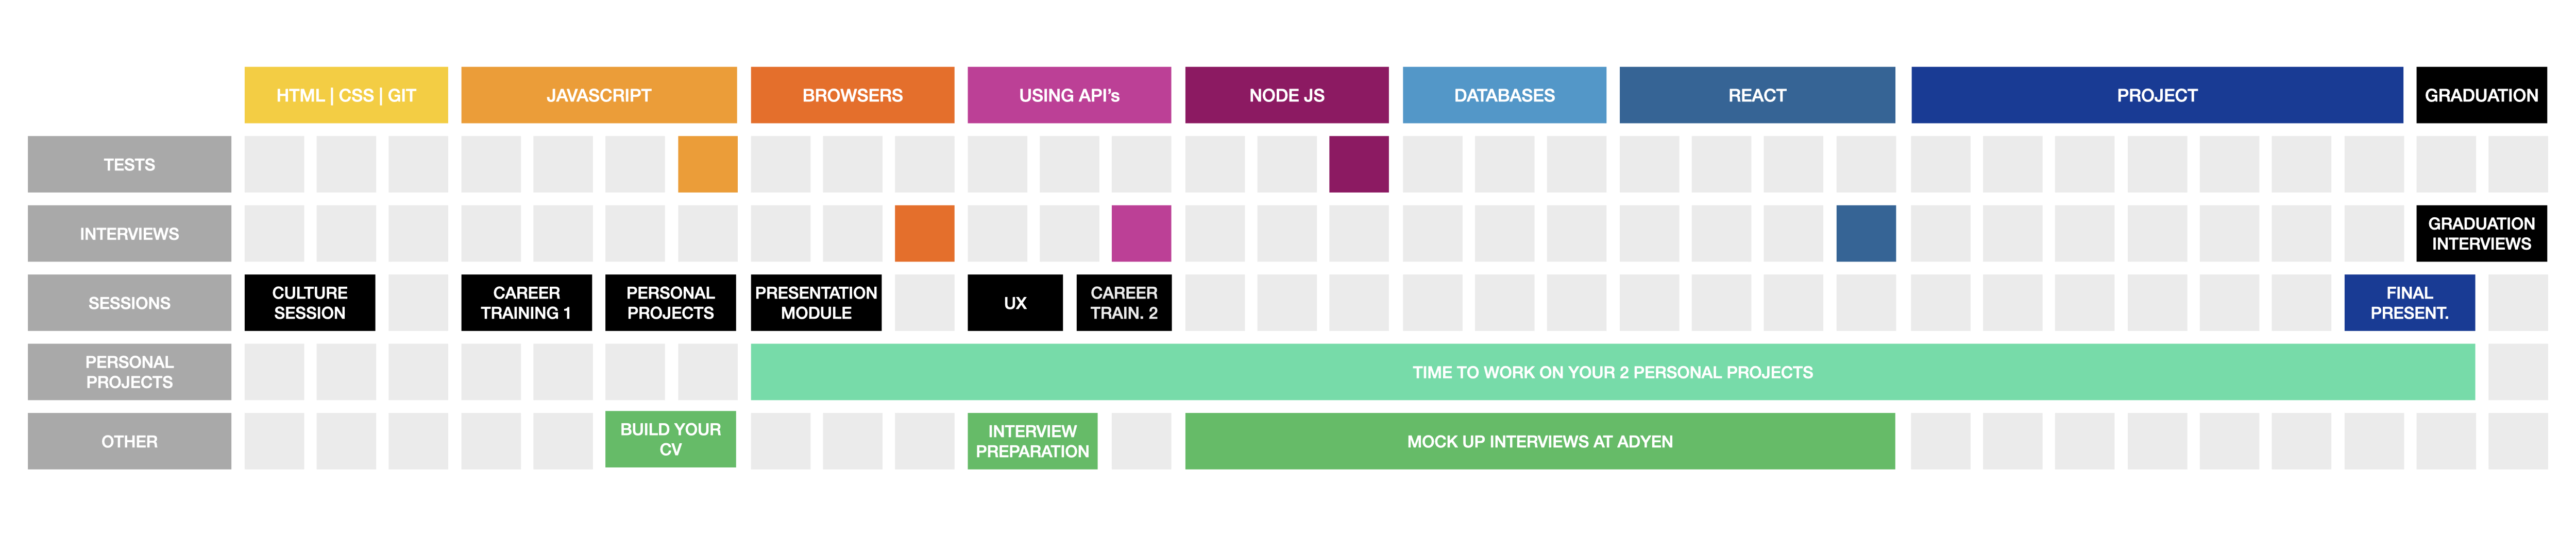 HTML | CSS | GIT
JAVASCRIPT
BROWSERS
USING API's
NODE JS
DATABASES
REACT
PROJECT
GRADUATION
TESTS
INTERVIEWS
GRADUATION
INTERVIEWS
SESSIONS
CULTURE
SESSION
CAREER
TRAINING 1
PERSONAL
PROJECTS
PRESENTATION
MODULE
UX
CAREER
TRAIN. 2
FINAL
PRESENT.
PERSONAL
PROJECTS
TIME TO WORK ON YOUR 2 PERSONAL PROJECTS
OTHER
BUILD YOUR
CV
INTERVIEW
PREPARATION
MOCK UP INTERVIEWS AT ADYEN